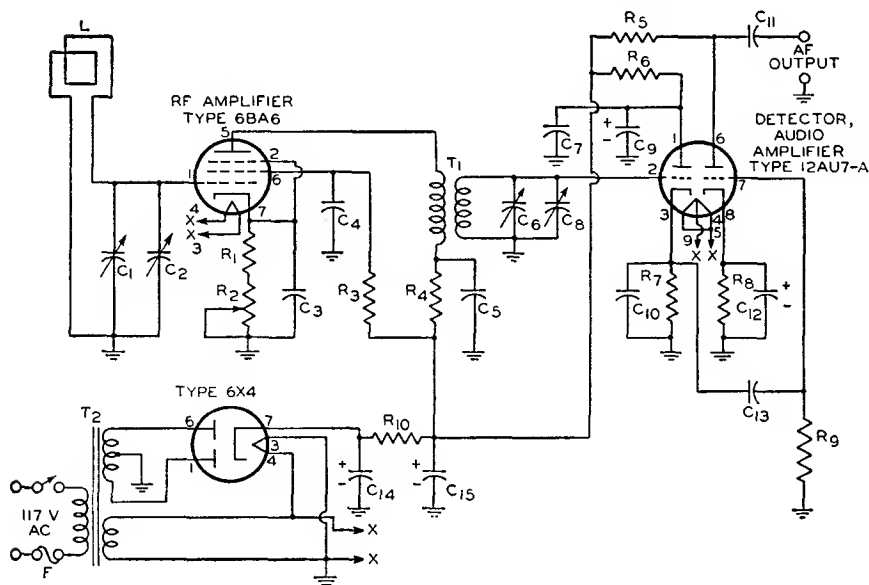 L
RF AMPLIFIER
TYPE 6BA6
5
2
1
6
4
X
X
3
7
C1
C2
R1
R2
C3
C4
R3
R4
C5
T1
C6
C8
R5
R6
C11
AF
OUTPUT
C7
+
-
C9
DETECTOR,
AUDIO
AMPLIFIER
TYPE 12AU7-A
1
6
2
7
3
4
8
9
5
X
X
R7
C10
R8
C12
+
-
C13
R9
TYPE 6X4
T2
6
7
3
4
1
R10
+
-
C14
+
-
C15
117 V
AC
F
X
X